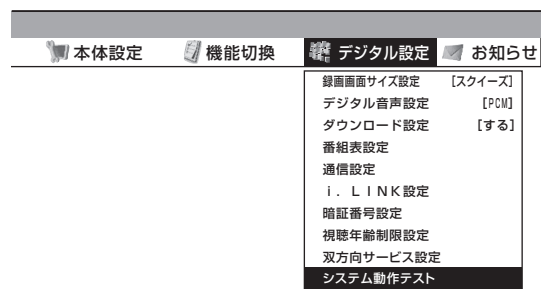 本体設定 機能切換 デジタル設定 お知らせ
録画画面サイズ設定 [スクイーズ]
デジタル音声設定 [PCM]
ダウンロード設定 [する]
番組表設定
通信設定
i．LINK設定
暗証番号設定
視聴年齢制限設定
双方向サービス設定
システム動作テスト